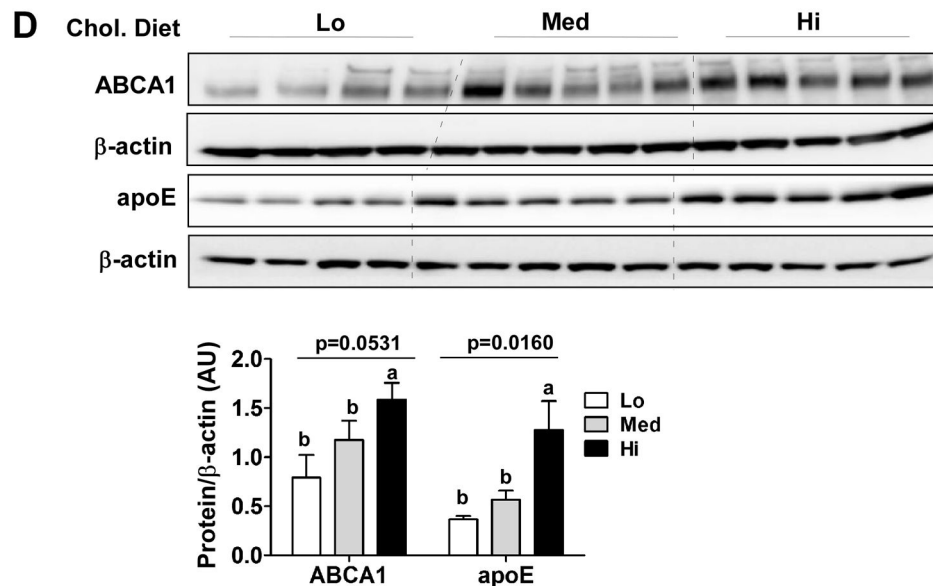 D Chol. Diet Lo Med Hi
ABCA1
β-actin
apoE
β-actin
p=0.0531 p=0.0160
Protein/β-actin (AU)
2.0
1.5
1.0
0.5
0.0
b b a
b b a
Lo
Med
Hi
ABCA1 apoE